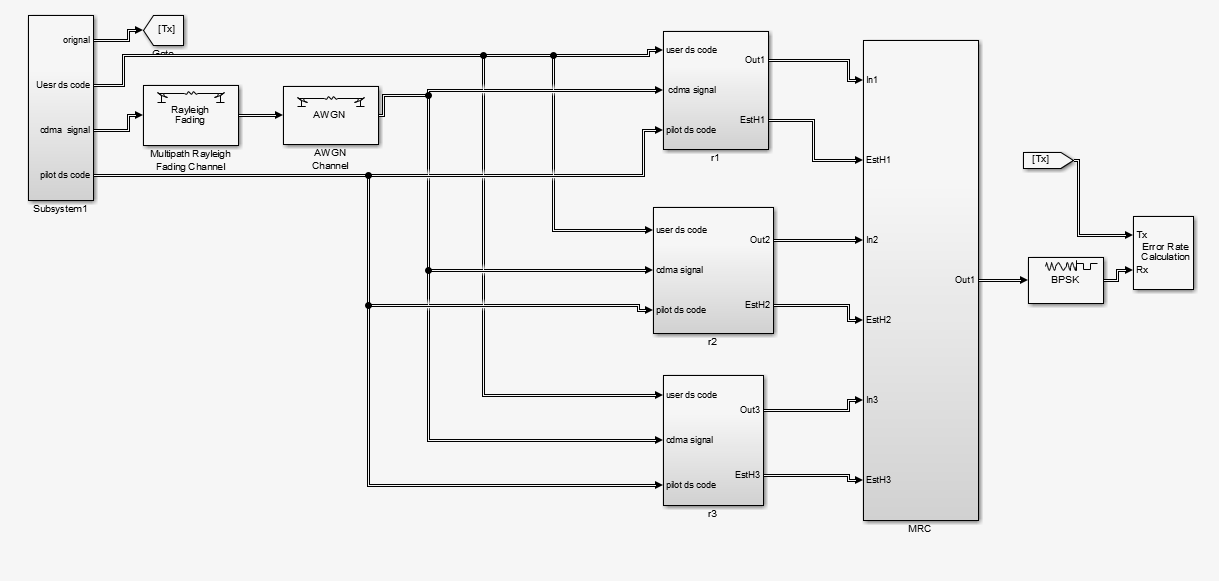 orignal
Uesr ds code
cdma signal
pilot ds code
Subsystem1
[Tx]
Goto
Rayleigh
Fading
Multipath Rayleigh
Fading Channel
AWGN
AWGN
Channel
user ds code
cdma signal
pilot ds code
Out1
EstH1
r1
user ds code
cdma signal
pilot ds code
Out2
EstH2
r2
user ds code
cdma signal
pilot ds code
Out3
EstH3
r3
In1
EstH1
In2
EstH2
In3
EstH3
Out1
MRC
[Tx]
BPSK
Tx
Error Rate
Calculation
Rx